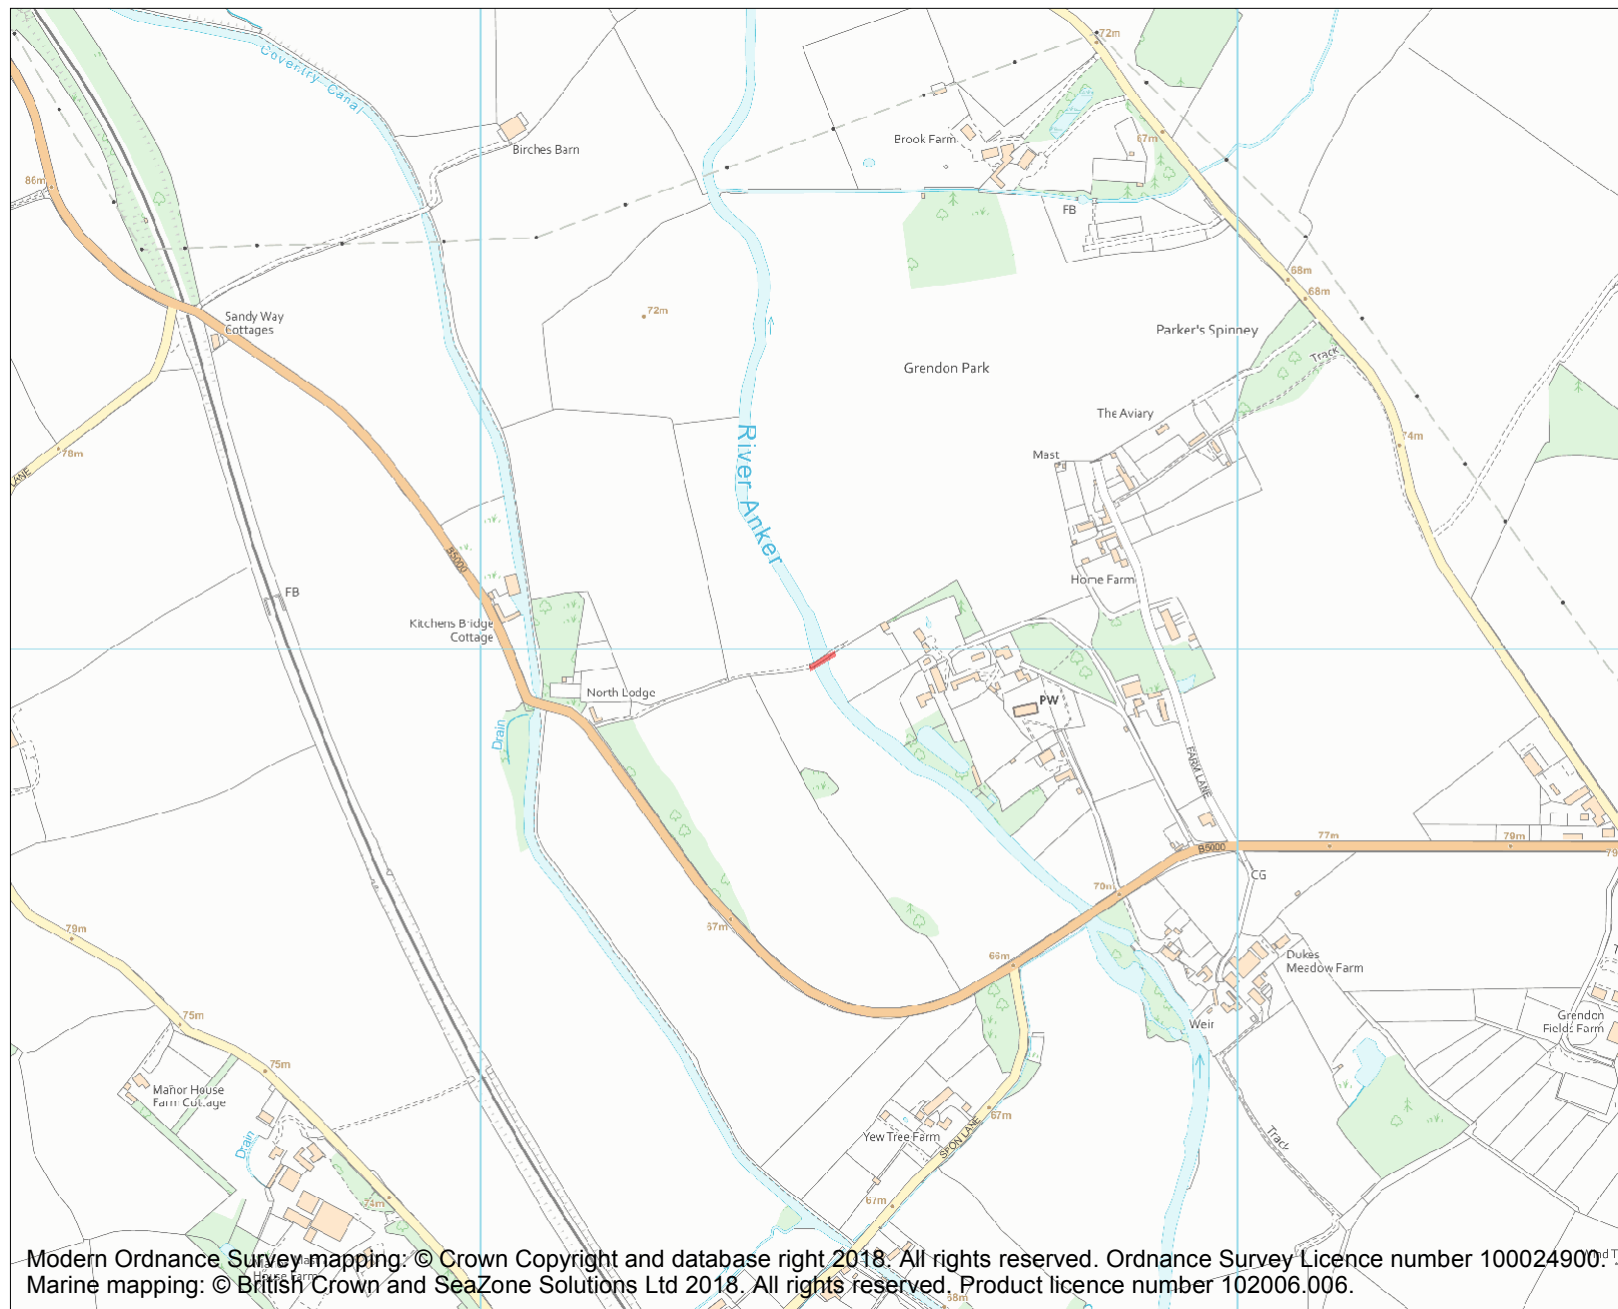 72m
Coventry Canal
Birches Barn
Brook Farm
67m
86m
FB
68m
68m
72m
Sandy Way
Cottages
Parker's Spinney
Track
Grendon Park
The Aviary
74m
78m
LANE
River Anker
Mast
B5000
FB
Home Farm
Kitchens Bridge
Cottage
North Lodge
PW
Drain
FARM LANE
77m
79m
79
B5000
CG
70m
67m
79m
66m
Dukes
Meadow Farm
75m
Weir
Grendon
Fields Farm
75m
Manor House
Farm Cottage
67m
Yew Tree Farm
SPON LANE
Track
Drain
74m
67m
Modern Ordnance Survey mapping: © Crown Copyright and database right 2018. All rights reserved. Ordnance Survey Licence number 100024900.
Marine mapping: © British Crown and SeaZone Solutions Ltd 2018. All rights reserved. Product licence number 102006.006.
68m